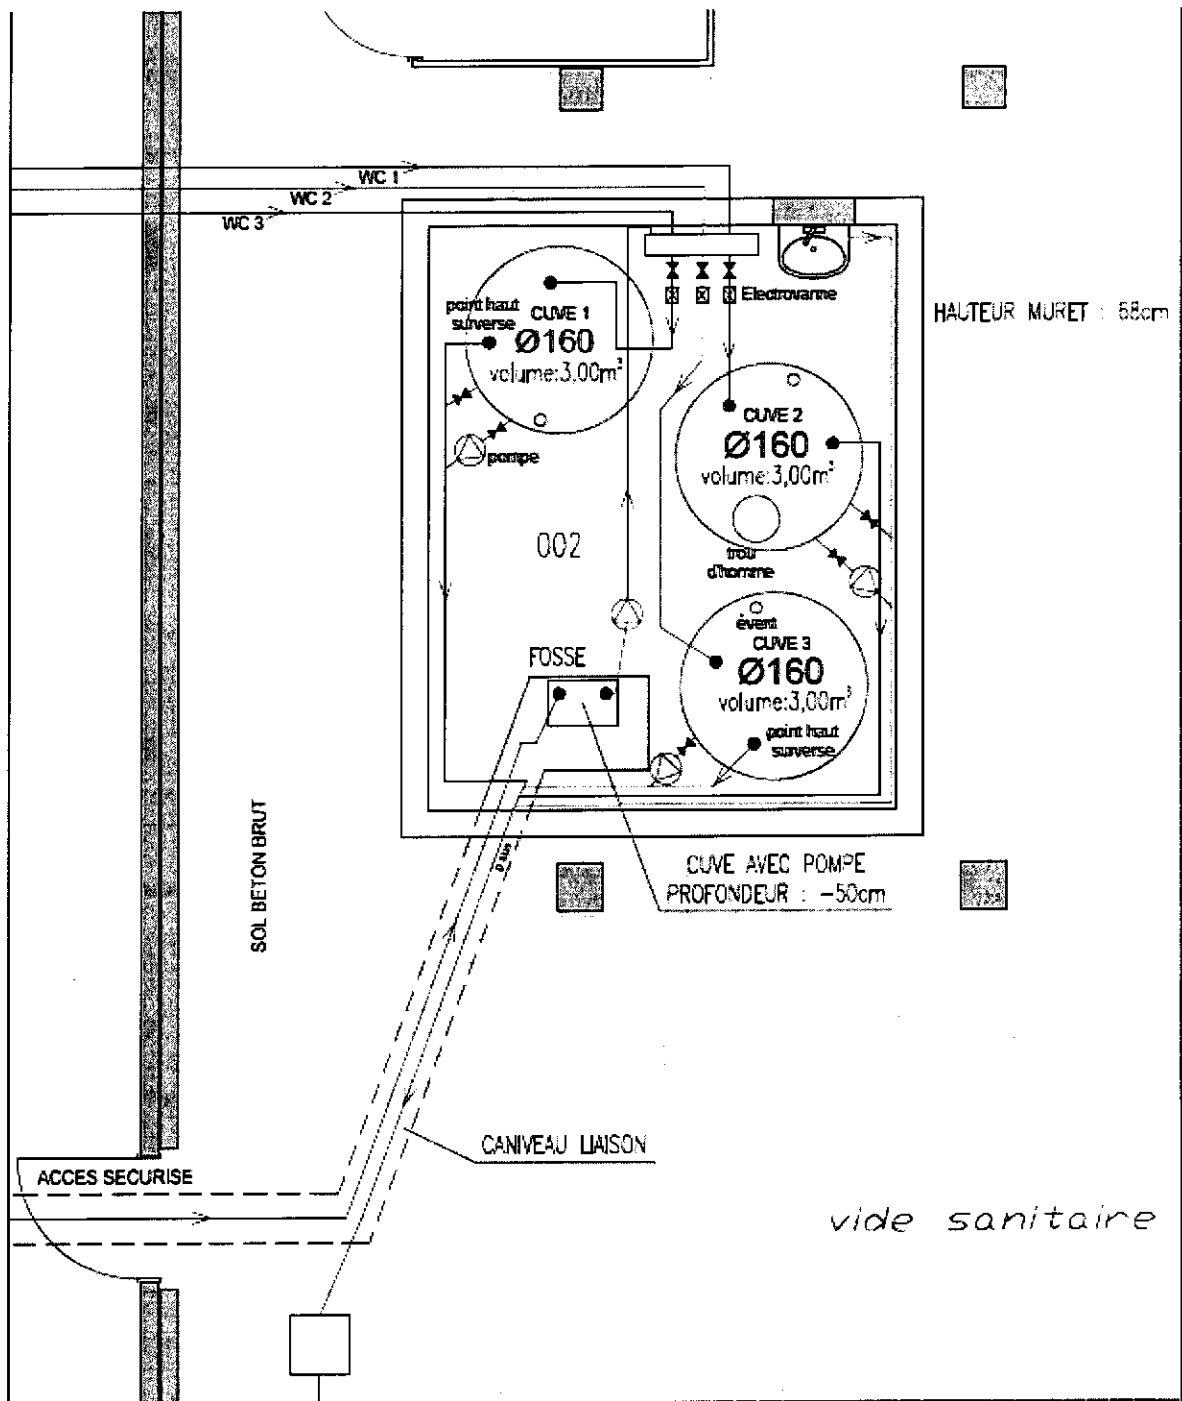 WC 1
WC 2
WC 3
Electrovanne
HAUTEUR MURET : 68cm
point haut
surverse
CUVE 1
Ø160
volume:3,00m³
pompe
CUVE 2
Ø160
volume:3,00m³
trou
d'homme
002
évent
CUVE 3
Ø160
volume:3,00m³
point haut
surverse
FOSSE
SOL BETON BRUT
CUVE AVEC POMPE
PROFONDEUR : -50cm
CANIVEAU LIAISON
ACCES SECURISE
vide sanitaire